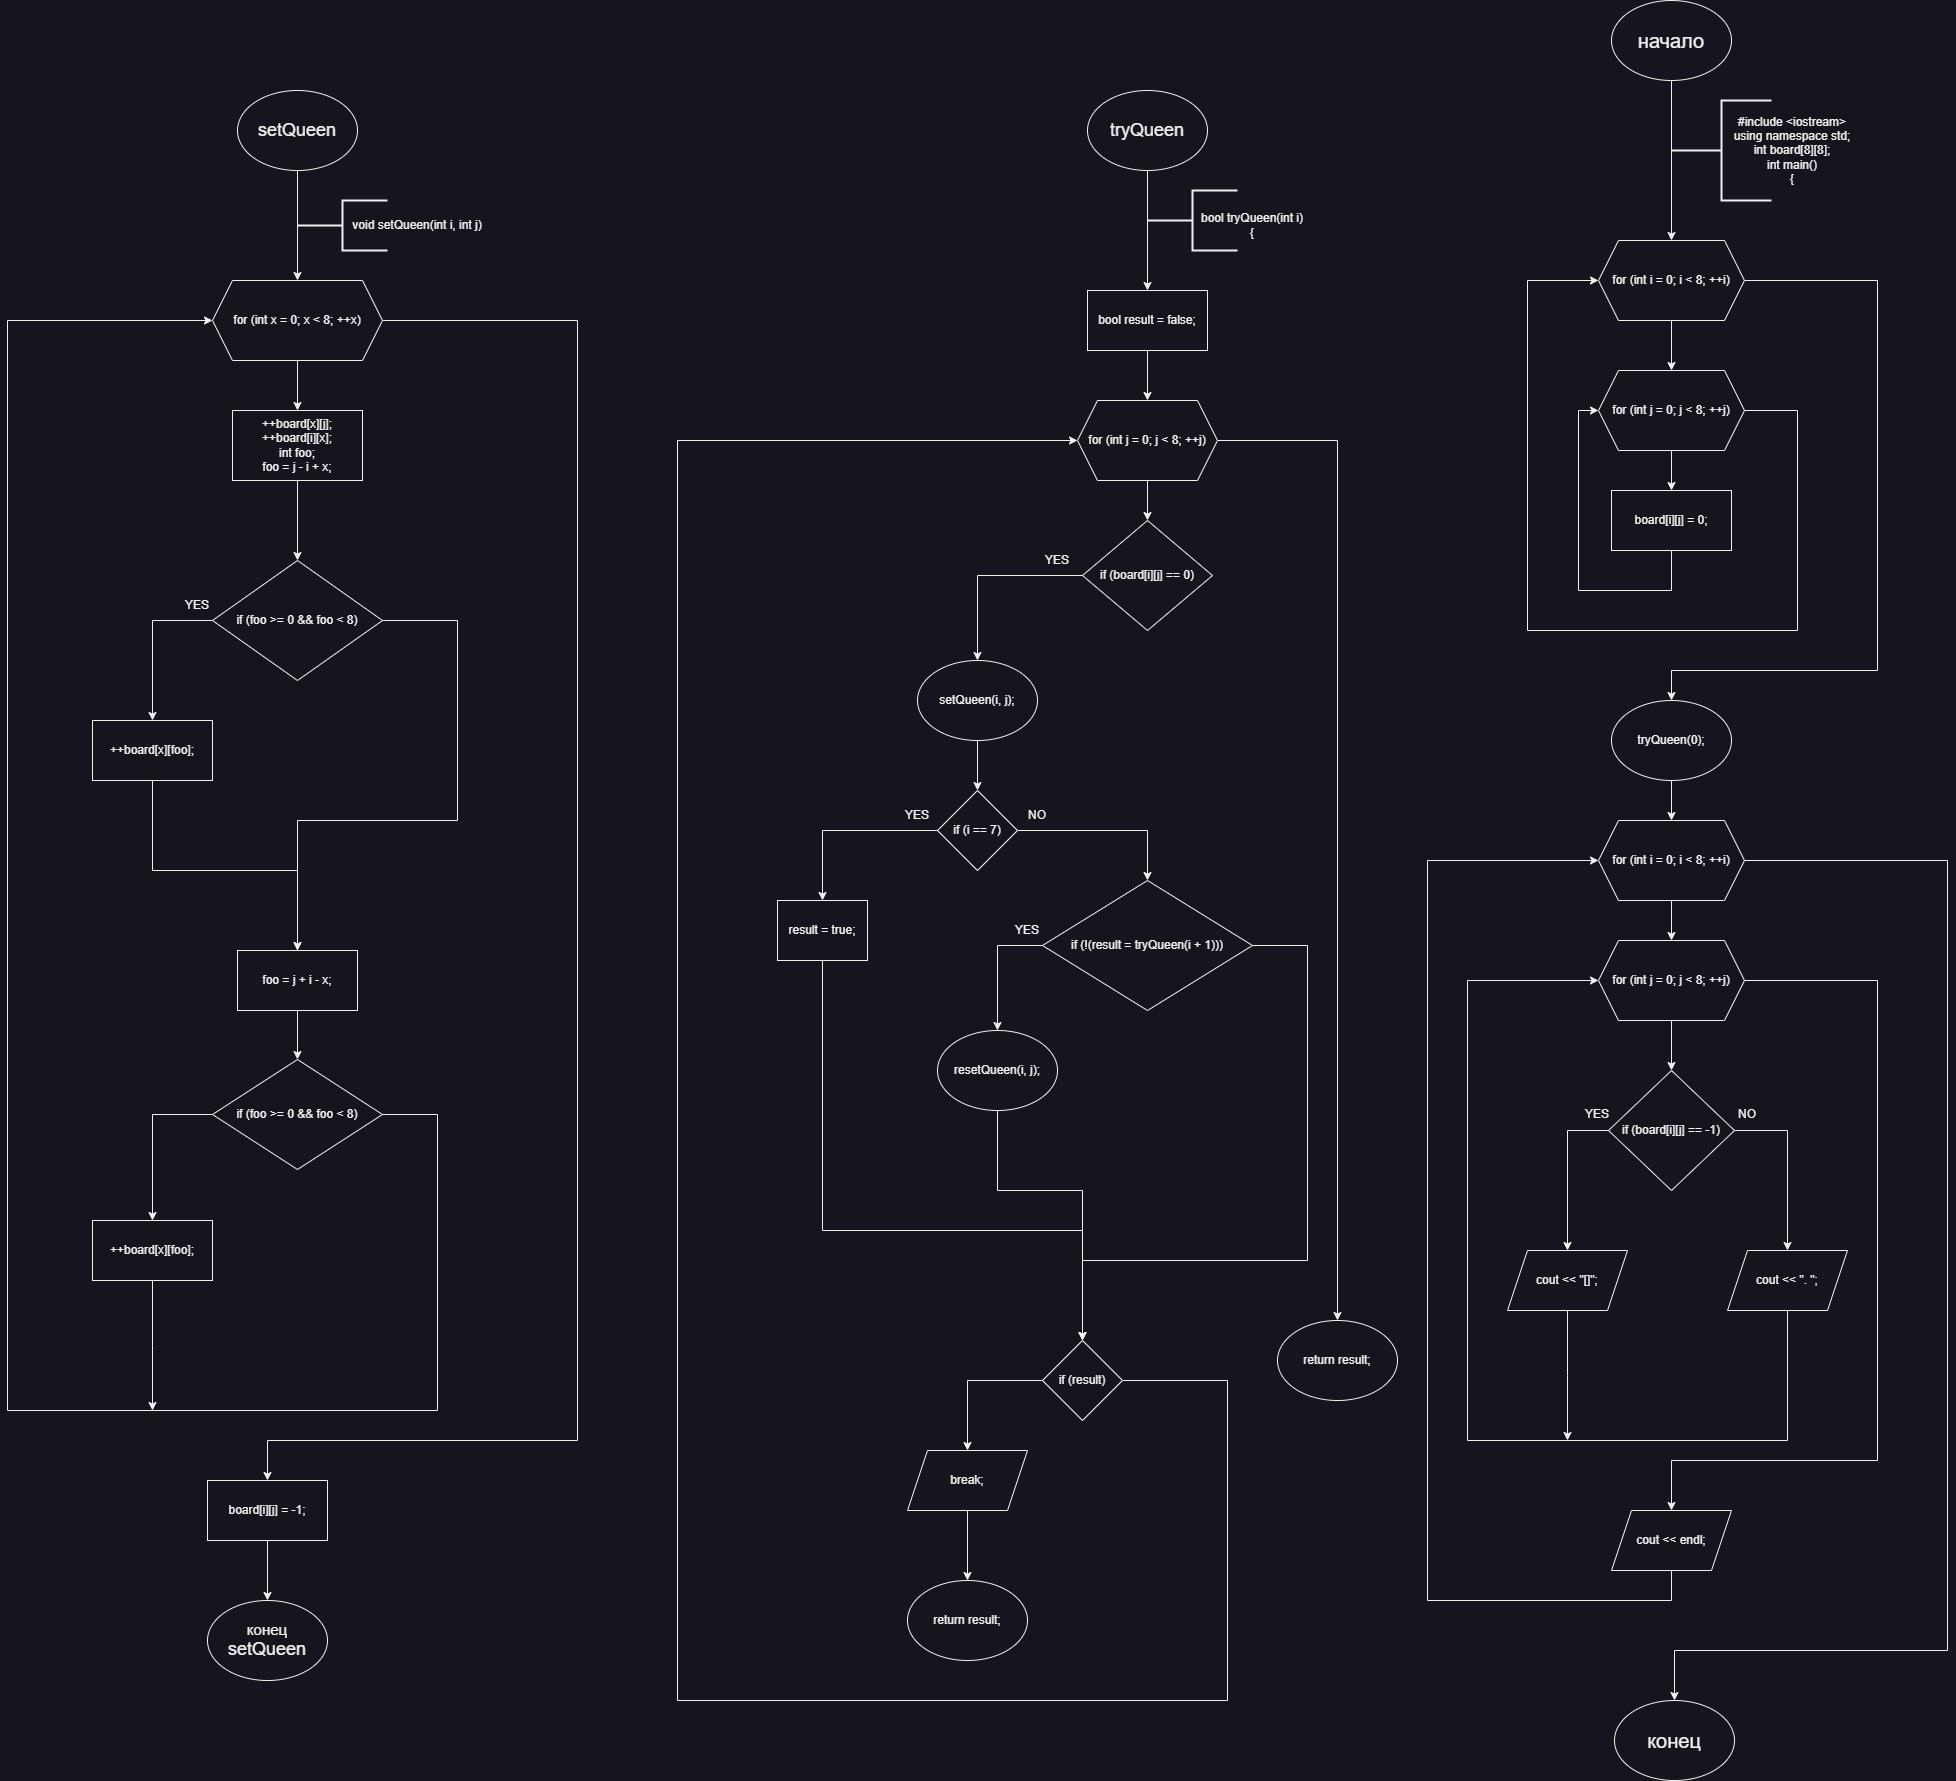 setQueen
void setQueen(int i, int j)
for (int x = 0; x < 8; ++x)
++board[x][j];
++board[i][x];
int foo;
foo = j - i + x;
YES
if (foo >= 0 && foo < 8)
++board[x][foo];
foo = j + i - x;
if (foo >= 0 && foo < 8)
++board[x][foo];
board[i][j] = -1;
конец
setQueen
tryQueen
bool tryQueen(int i)
{
bool result = false;
for (int j = 0; j < 8; ++j)
YES
if (board[i][j] == 0)
setQueen(i, j);
YES
NO
if (i == 7)
result = true;
YES
if (!(result = tryQueen(i + 1)))
resetQueen(i, j);
return result;
if (result)
break;
return result;
начало
#include <iostream>
using namespace std;
int board[8][8];
int main()
{
for (int i = 0; i < 8; ++i)
for (int j = 0; j < 8; ++j)
board[i][j] = 0;
tryQueen(0);
for (int i = 0; i < 8; ++i)
for (int j = 0; j < 8; ++j)
YES
NO
if (board[i][j] == -1)
cout << "[]";
cout << ". ";
cout << endl;
конец